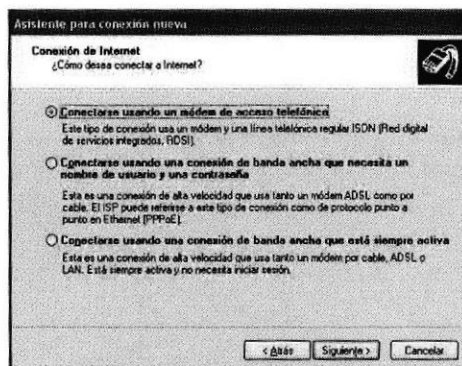 Asistente para conexión nueva
Conexión de Internet
¿Cómo desea conectar a Internet?
Conectarse usando un módem de acceso telefónico
Este tipo de conexión usa un módem y una línea telefónica regular ISDN (Red digital
de servicios integrados, RDSI).
Conectarse usando una conexión de banda ancha que necesita un
nombre de usuario y una contraseña
Esta es una conexión de alta velocidad que usa tanto un módem ADSL como por
cable. El ISP puede referirse a este tipo de conexión como de protocolo punto a
punto en Ethernet (PPPoE).
Conectarse usando una conexión de banda ancha que está siempre activa
Esta es una conexión de alta velocidad que usa tanto un módem por cable, ADSL o
LAN. Está siempre activa y no necesita iniciar sesión.
< Atrás Siguiente > Cancelar